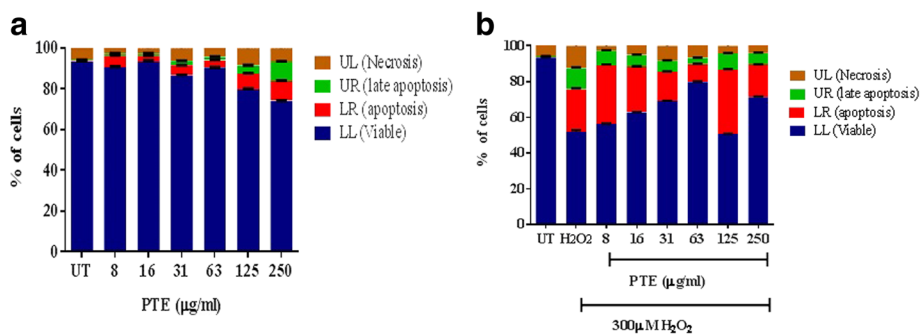 a
100
80
60
40
20
0
% of cells
UT 8 16 31 63 125 250
PTE (μg/ml)
UL (Necrosis)
UR (late apoptosis)
LR (apoptosis)
LL (Viable)
b
100
80
60
40
20
0
% of cells
UT H2O2 8 16 31 63 125 250
PTE (μg/ml)
300μM H₂O₂
UL (Necrosis)
UR (late apoptosis)
LR (apoptosis)
LL (Viable)